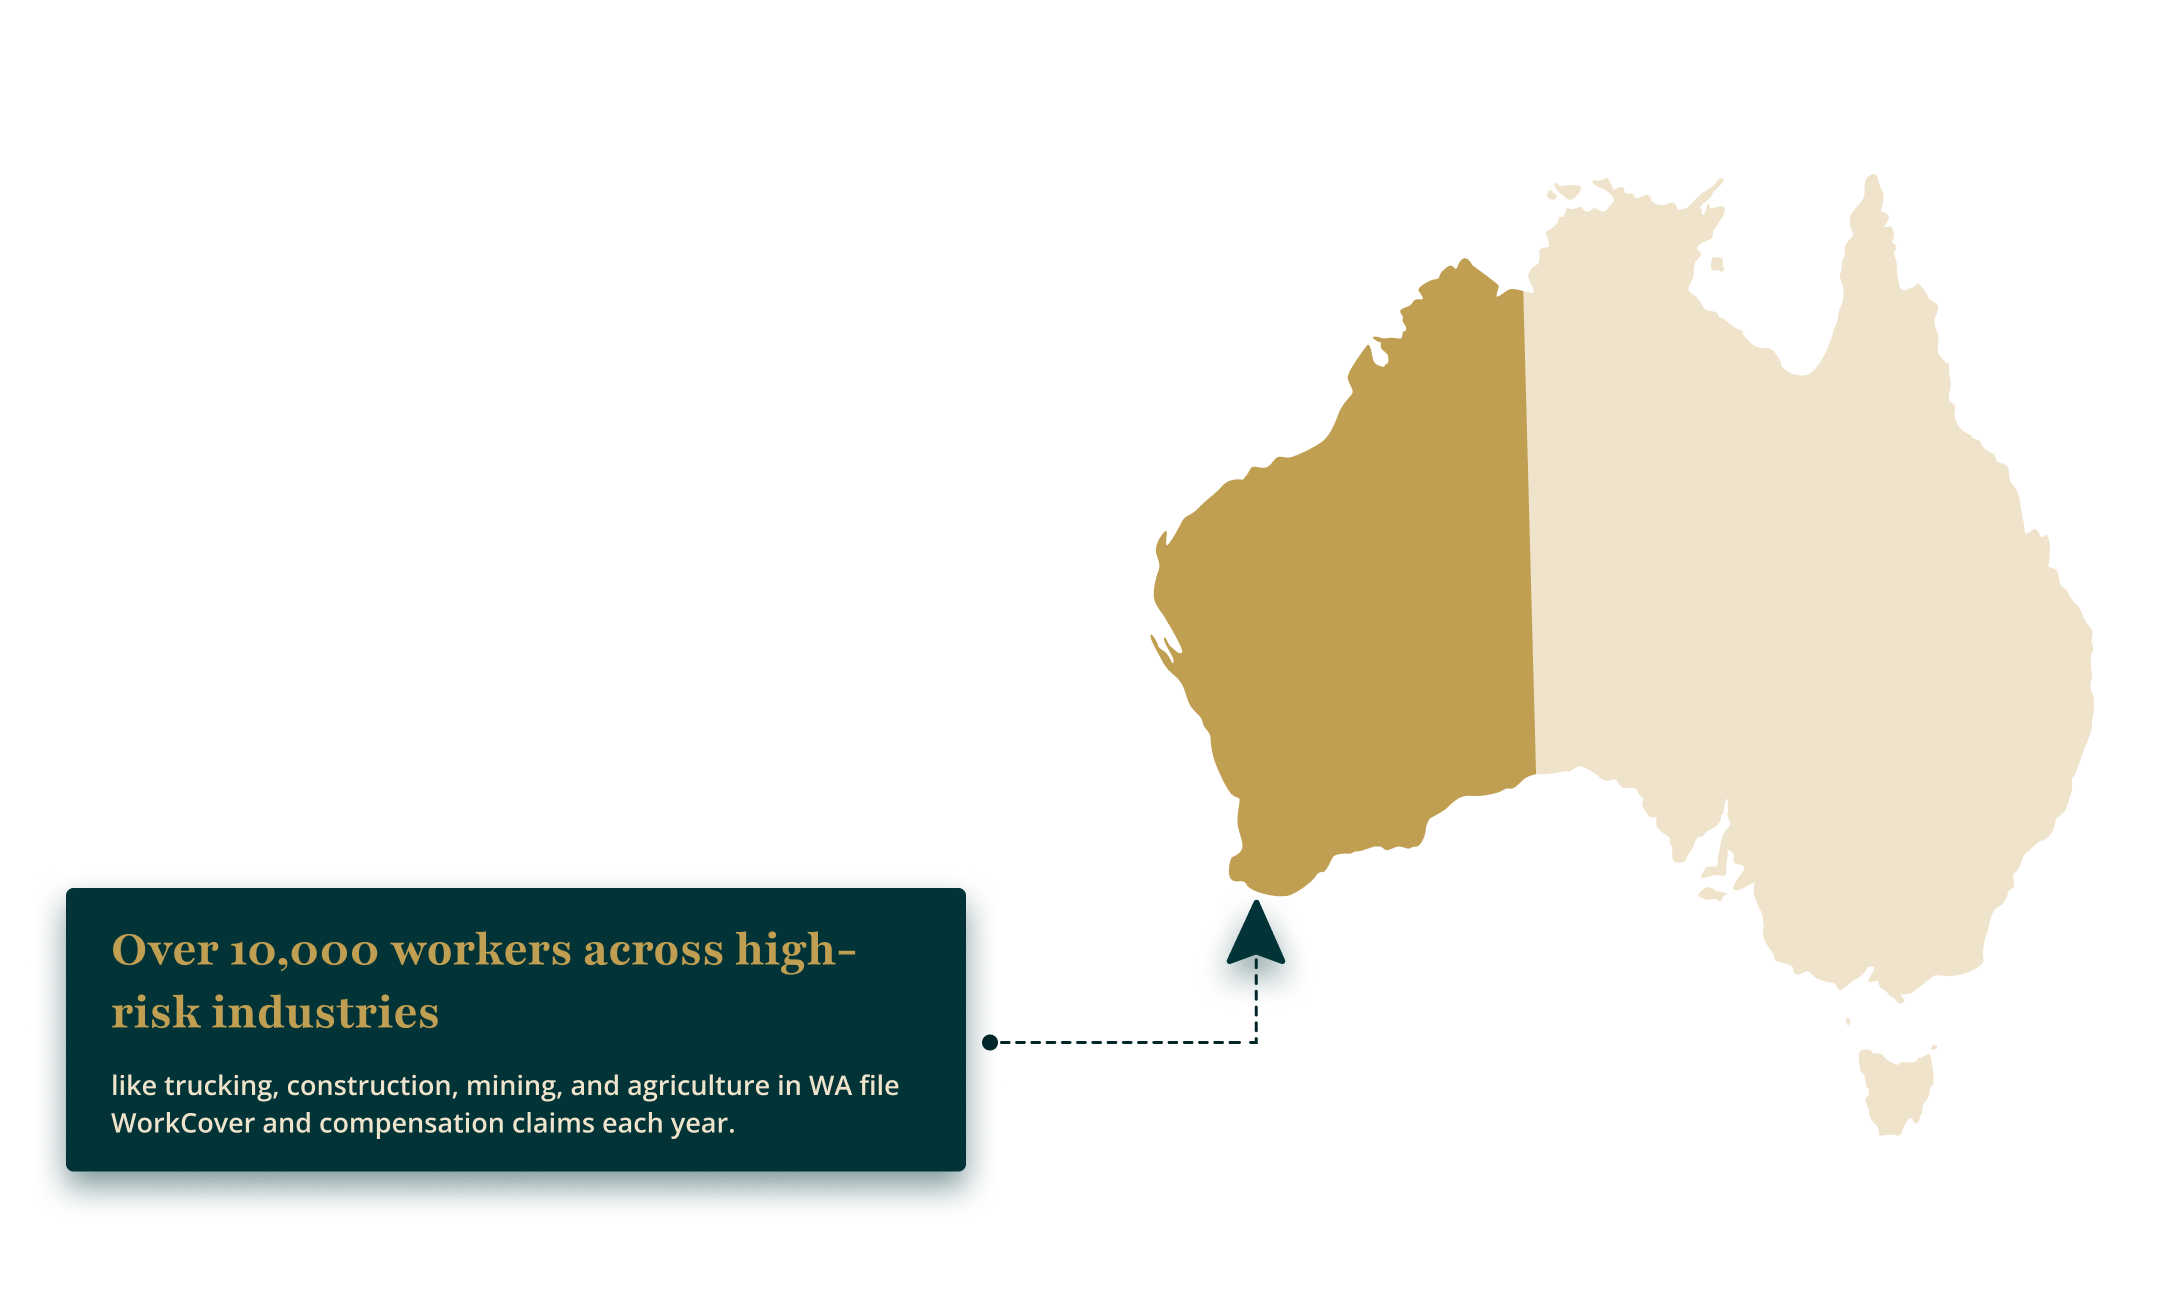 Over 10,000 workers across high-
risk industries
like trucking, construction, mining, and agriculture in WA file
WorkCover and compensation claims each year.